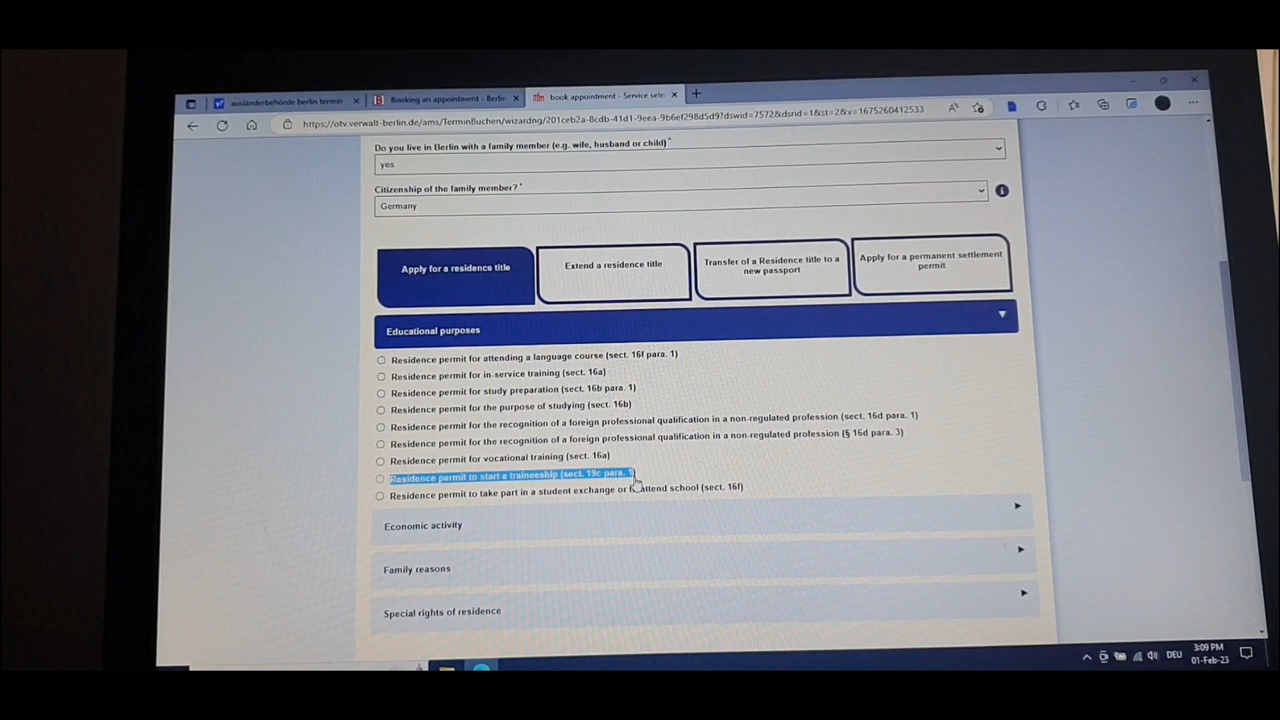 ausländerbehörde berlin termin
Booking an appointment - Berlin
book appointment - Service sele
https://otv.verwalt-berlin.de/ams/TerminBuchen/wizardng/201ceb2a-8cdb-41d1-9eea-9b6ef298d5d9?dswid=7572&dsrid=1&st=2&v=1675260412533
Do you live in Berlin with a family member (e.g. wife, husband or child) *
yes
Citizenship of the family member? *
Germany
Apply for a residence title
Extend a residence title
Transfer of a Residence title to a
new passport
Apply for a permanent settlement
permit
Educational purposes
Residence permit for attending a language course (sect. 16f para. 1)
Residence permit for in-service training (sect. 16a)
Residence permit for study preparation (sect. 16b para. 1)
Residence permit for the purpose of studying (sect. 16b)
Residence permit for the recognition of a foreign professional qualification in a non-regulated profession (sect. 16d para. 1)
Residence permit for the recognition of a foreign professional qualification in a non-regulated profession (§ 16d para. 3)
Residence permit for vocational training (sect. 16a)
Residence permit to start a traineeship (sect. 19c para. 1)
Residence permit to take part in a student exchange or attend school (sect. 16f)
Economic activity
Family reasons
Special rights of residence
DEU
3:09 PM
01-Feb-23